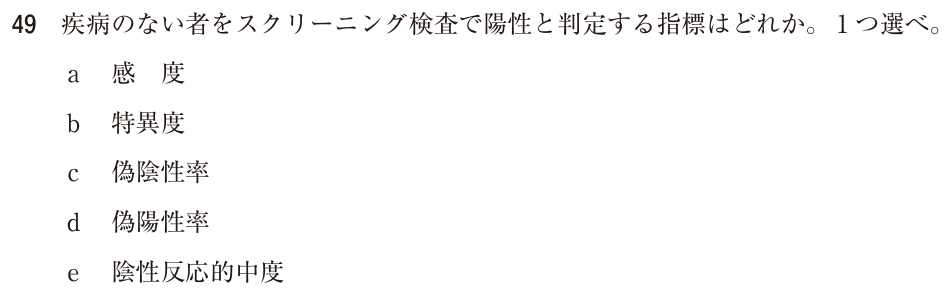 49 疾病のない者をスクリーニング検査で陽性と判定する指標はどれか。1つ選べ。
a 感　度
b 特異度
c 偽陰性率
d 偽陽性率
e 陰性反応的中度